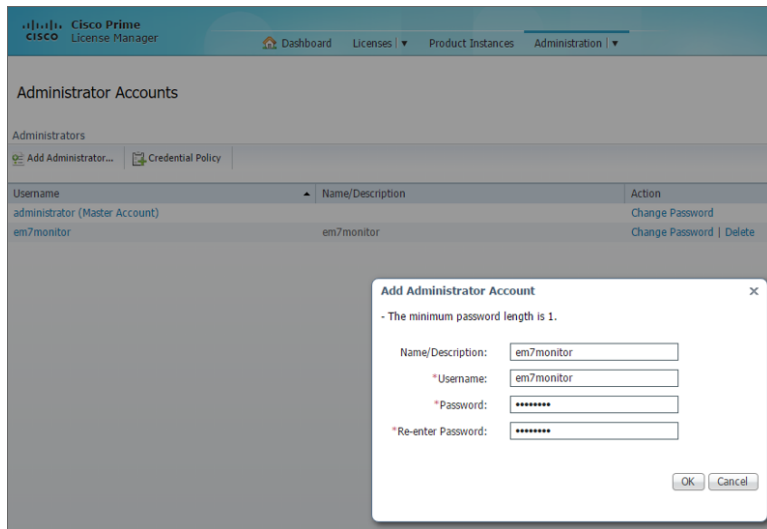 Cisco Prime
CISCO License Manager
Dashboard Licenses | ▼ Product Instances Administration | ▼
Administrator Accounts
Administrators
Add Administrator... Credential Policy
Username Name/Description Action
administrator (Master Account) Change Password
em7monitor em7monitor Change Password | Delete
Add Administrator Account
- The minimum password length is 1.
Name/Description: em7monitor
*Username: em7monitor
*Password: ••••••••
*Re-enter Password: ••••••••
OK Cancel